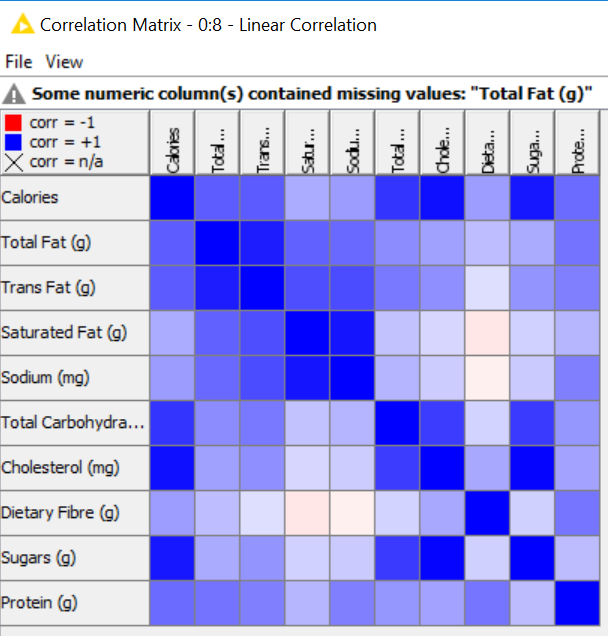 Correlation Matrix - 0:8 - Linear Correlation
File View
Some numeric column(s) contained missing values: "Total Fat (g)"
corr = -1
corr = +1
corr = n/a
Calories Total... Trans... Satur... Sodiu... Total ... Chole... Dieta... Suga... Prote...
Calories
Total Fat (g)
Trans Fat (g)
Saturated Fat (g)
Sodium (mg)
Total Carbohydra...
Cholesterol (mg)
Dietary Fibre (g)
Sugars (g)
Protein (g)